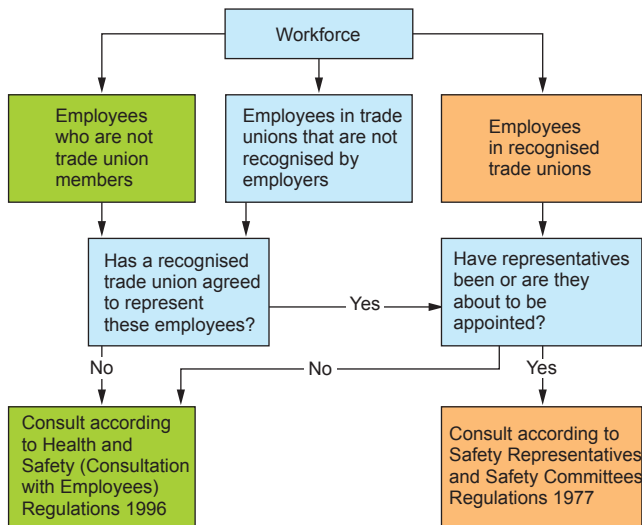 Workforce
Employees
who are not
trade union
members
Employees in trade
unions that are not
recognised by
employers
Employees
in recognised
trade unions
Has a recognised
trade union agreed
to represent
these employees?
Yes
Have representatives
been or are they
about to be
appointed?
No
No
Yes
Consult according
to Health and
Safety (Consultation
with Employees)
Regulations 1996
Consult according to
Safety Representatives
and Safety Committees
Regulations 1977